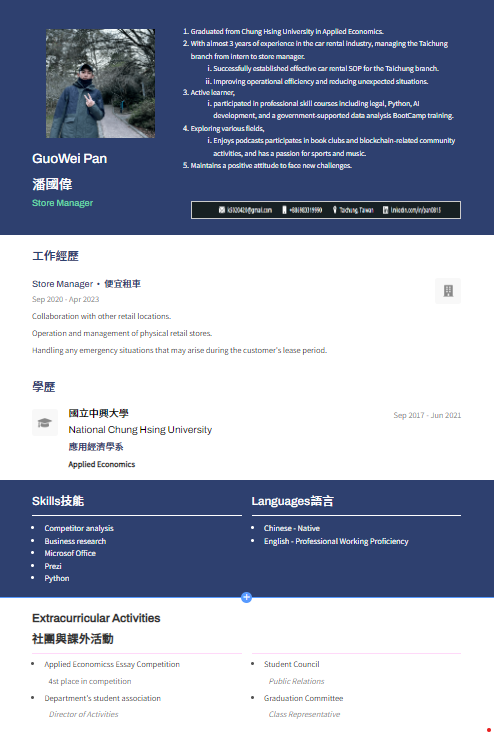 GuoWei Pan
潘國偉
Store Manager
1. Graduated from Chung Hsing University in Applied Economics.
2. With almost 3 years of experience in the car rental industry, managing the Taichung
branch from intern to store manager.
i. Successfully established effective car rental SOP for the Taichung branch.
ii. Improving operational efficiency and reducing unexpected situations.
3. Active learner,
i. participated in professional skill courses including legal, Python, AI
development, and a government-supported data analysis BootCamp training.
4. Exploring various fields,
i. Enjoys podcasts participates in book clubs and blockchain-related community
activities, and has a passion for sports and music.
5. Maintains a positive attitude to face new challenges.
Taichung, Taiwan
工作經歷
Store Manager • 便宜租車
Sep 2020 - Apr 2023
Collaboration with other retail locations.
Operation and management of physical retail stores.
Handling any emergency situations that may arise during the customer's lease period.
學歷
國立中興大學
Sep 2017 - Jun 2021
National Chung Hsing University
應用經濟學系
Applied Economics
Skills技能
• Competitor analysis
• Business research
• Microsof Office
• Prezi
• Python
Languages語言
• Chinese - Native
• English - Professional Working Proficiency
Extracurricular Activities
社團與課外活動
• Applied Economicss Essay Competition
4st place in competition
• Department's student association
Director of Activities
• Student Council
Public Relations
• Graduation Committee
Class Representative